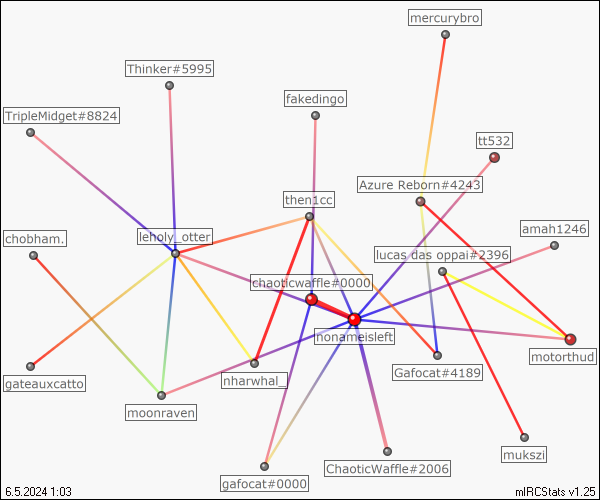 mercurybro
Thinker#5995
fakedingo
TripleMidget#8824
tt532
Azure Reborn#4243
then1cc
amah1246
chobham.
leholy_otter
lucas das oppai#2396
chaoticwaffle#0000
nonameisleft
motorthud
Gafocat#4189
nharwhal_
gateauxcatto
moonraven
mukszi
ChaoticWaffle#2006
gafocat#0000
6.5.2024 1:03
mIRCStats v1.25